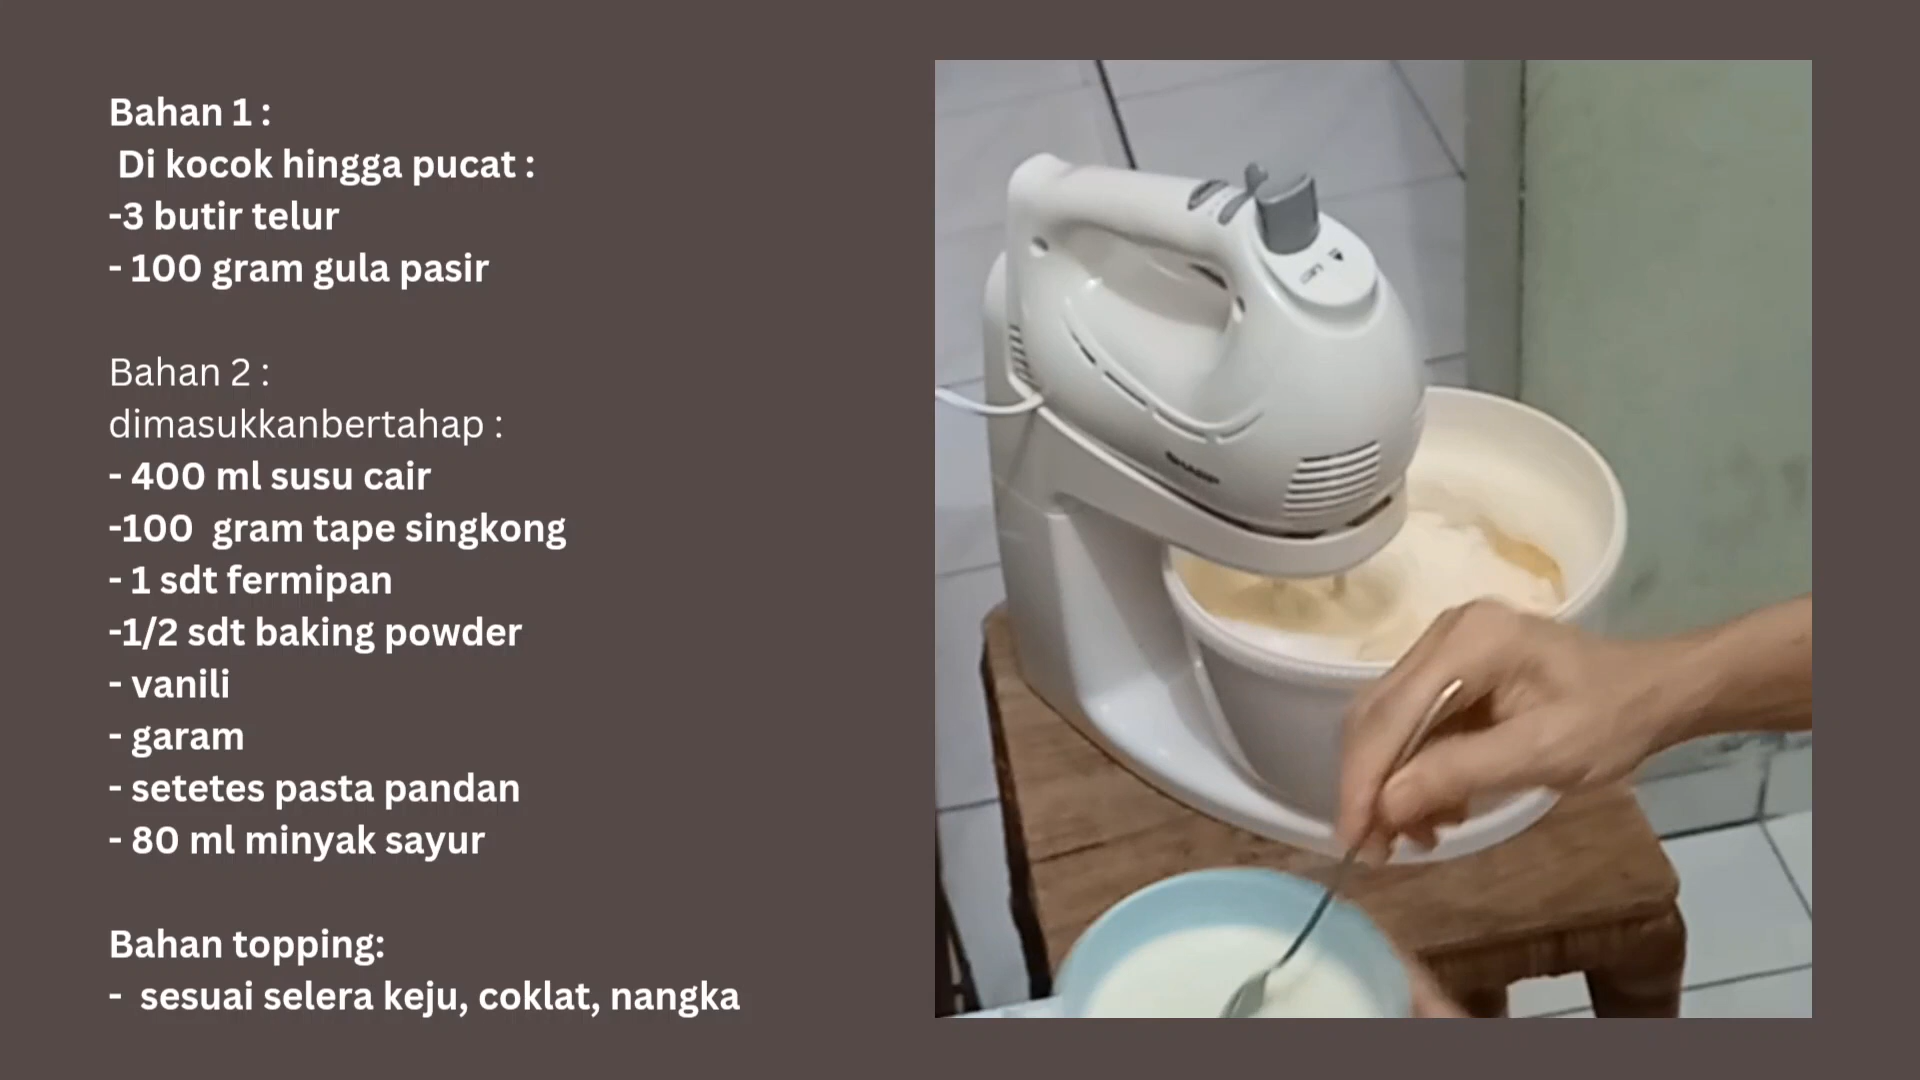 Bahan 1 :
Di kocok hingga pucat :
-3 butir telur
- 100 gram gula pasir
Bahan 2 :
dimasukkanbertahap :
- 400 ml susu cair
-100 gram tape singkong
- 1 sdt fermipan
-1/2 sdt baking powder
- vanili
- garam
- setetes pasta pandan
- 80 ml minyak sayur
Bahan topping:
- sesuai selera keju, coklat, nangka
SHARP